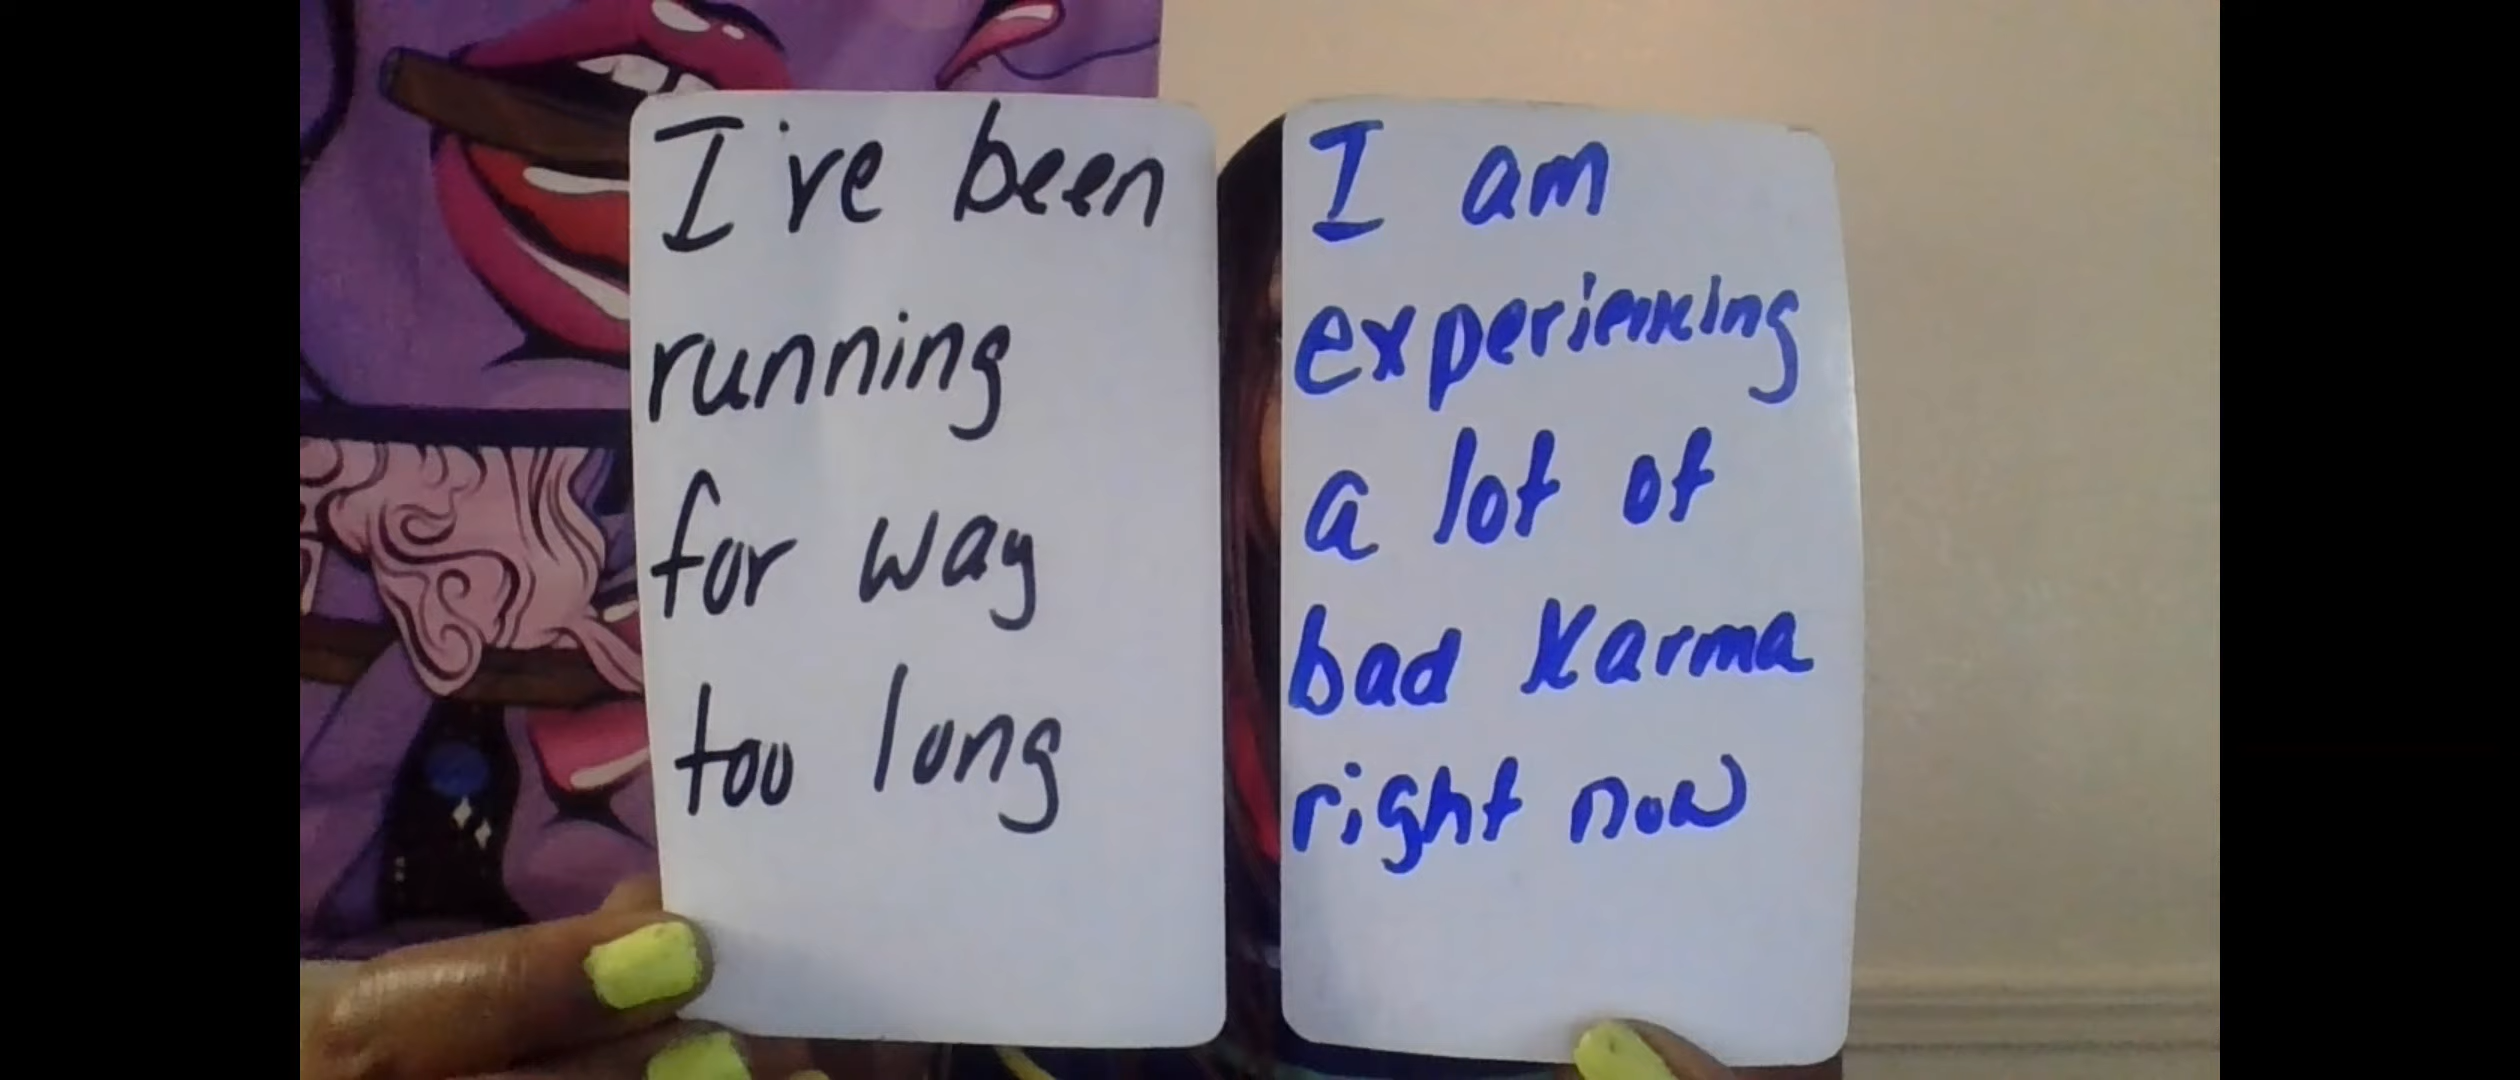 I've been
running
for way
too long
I am
experiencing
a lot of
bad Karma
right now